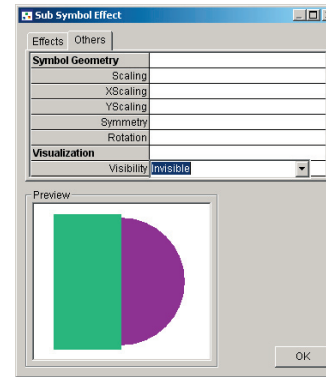 Sub Symbol Effect
Effects Others
Symbol Geometry
Scaling
XScaling
YScaling
Symmetry
Rotation
Visualization
Visibility Invisible
Preview
OK